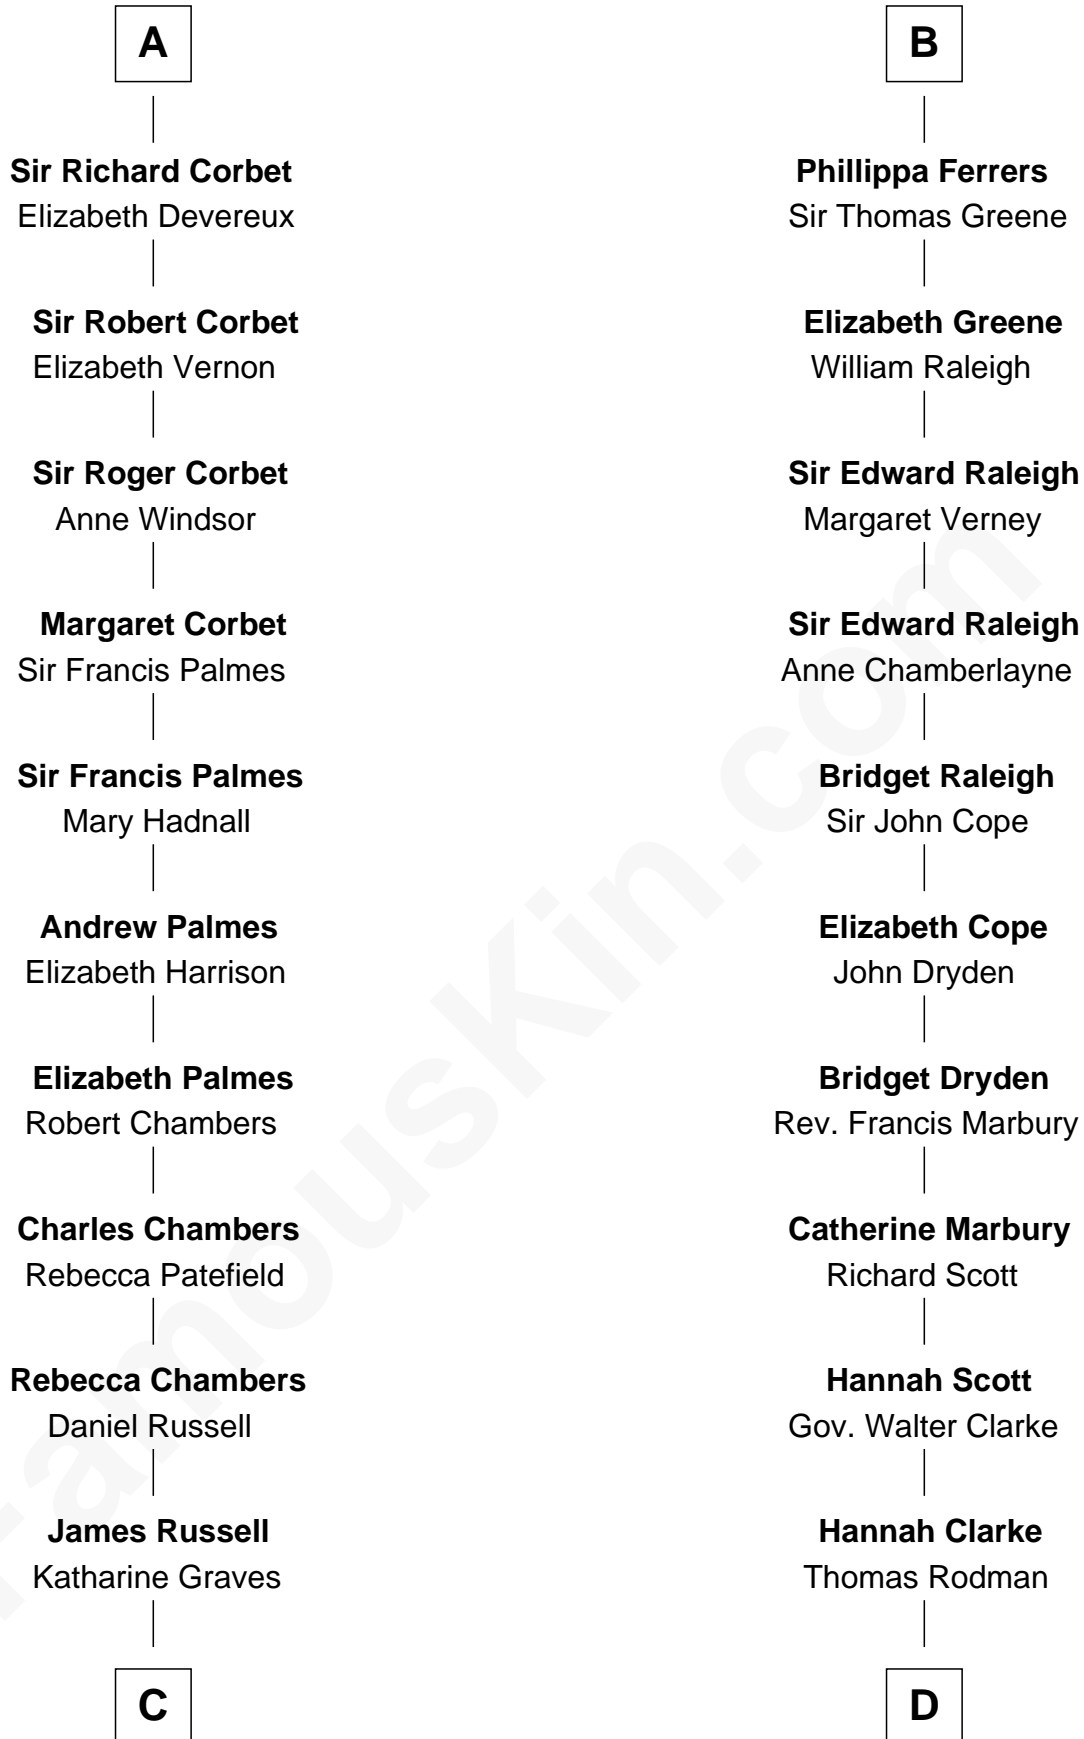 A
Sir Richard Corbet
Elizabeth Devereux
Sir Robert Corbet
Elizabeth Vernon
Sir Roger Corbet
Anne Windsor
Margaret Corbet
Sir Francis Palmes
Sir Francis Palmes
Mary Hadnall
Andrew Palmes
Elizabeth Harrison
Elizabeth Palmes
Robert Chambers
Charles Chambers
Rebecca Patefield
Rebecca Chambers
Daniel Russell
James Russell
Katharine Graves
C
B
Phillippa Ferrers
Sir Thomas Greene
Elizabeth Greene
William Raleigh
Sir Edward Raleigh
Margaret Verney
Sir Edward Raleigh
Anne Chamberlayne
Bridget Raleigh
Sir John Cope
Elizabeth Cope
John Dryden
Bridget Dryden
Rev. Francis Marbury
Catherine Marbury
Richard Scott
Hannah Scott
Gov. Walter Clarke
Hannah Clarke
Thomas Rodman
D
FamousKin.com